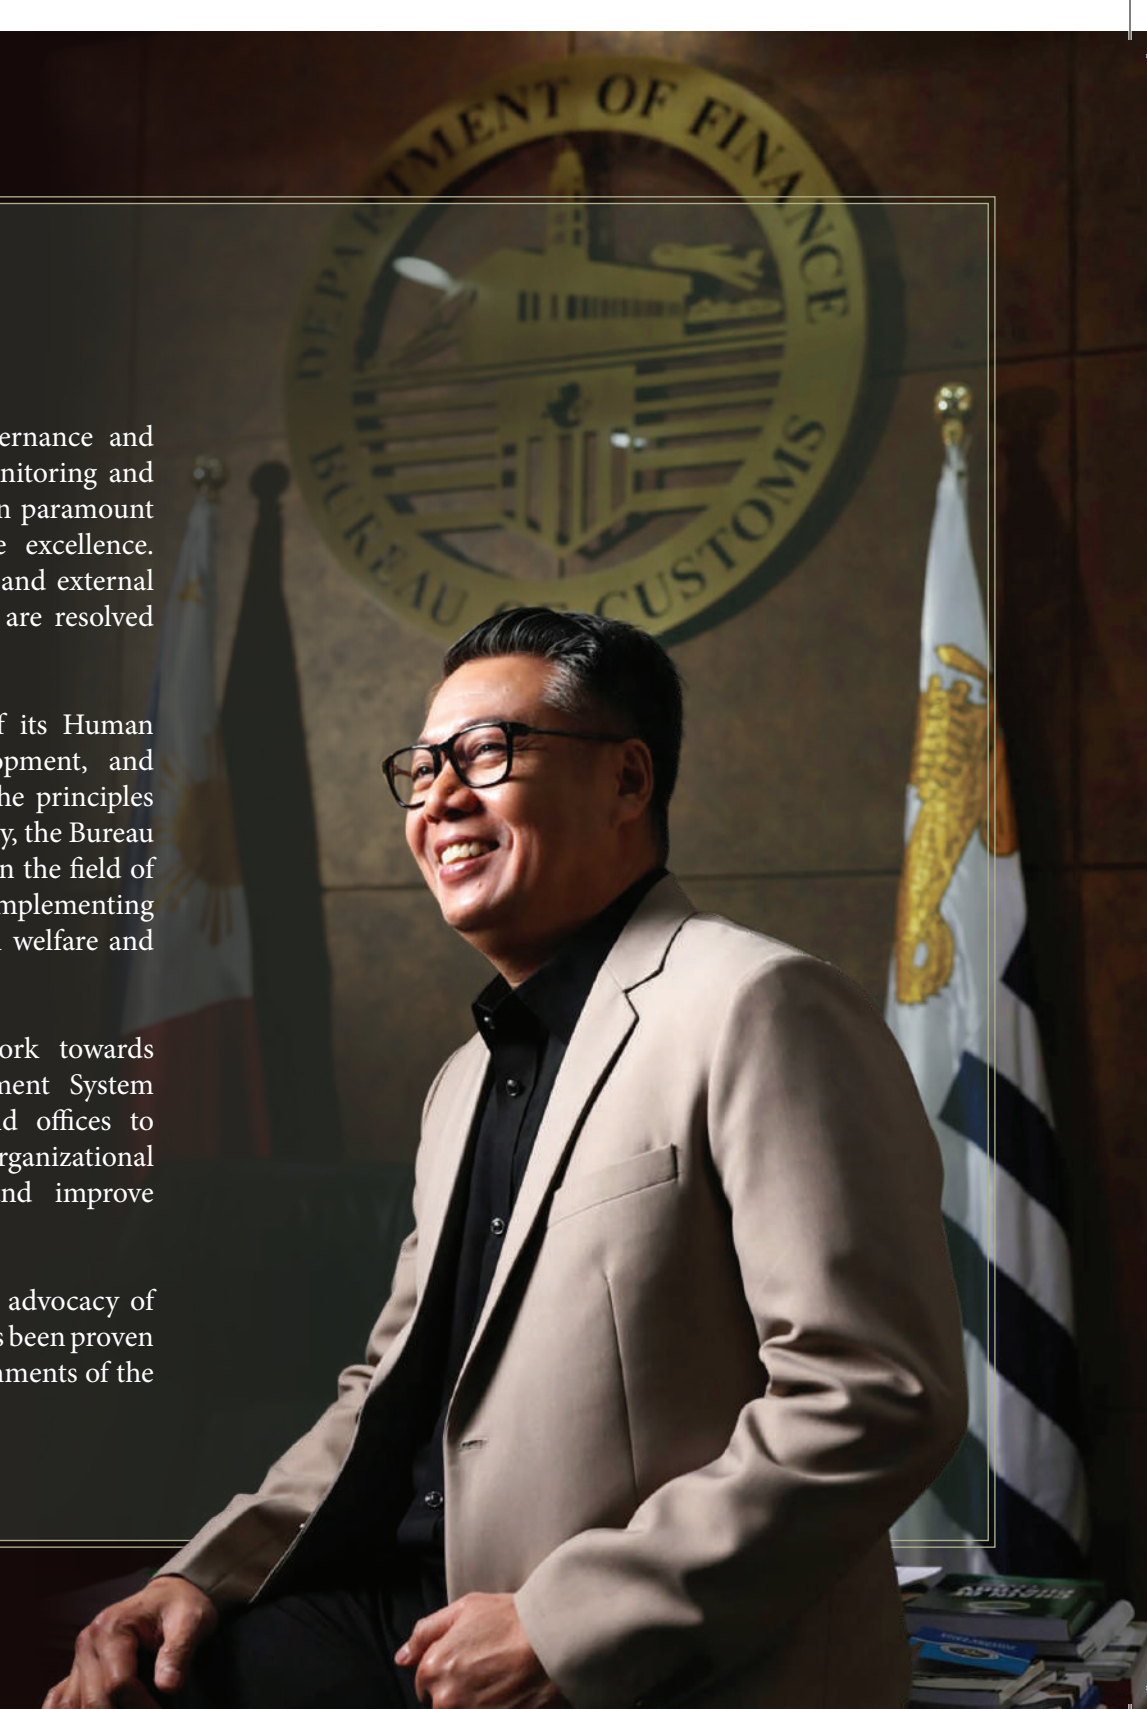 DEPARTMENT OF FINANCE
BUREAU OF CUSTOMS
ernance and
nitoring and
n paramount
e excellence.
and external
are resolved
f its Human
opment, and
he principles
y, the Bureau
n the field of
mplementing
welfare and
ork towards
ment System
d offices to
rganizational
nd improve
advocacy of
s been proven
ments of the